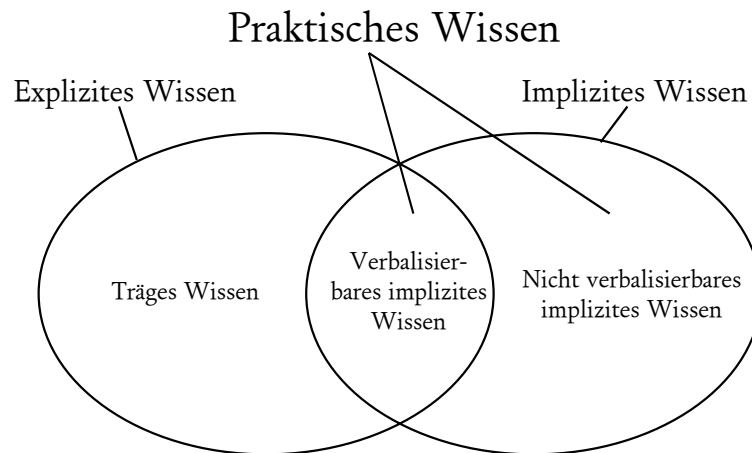 Praktisches Wissen
Explizites Wissen
Implizites Wissen
Träges Wissen
Verbalisier-
bares implizites
Wissen
Nicht verbalisierbares
implizites Wissen